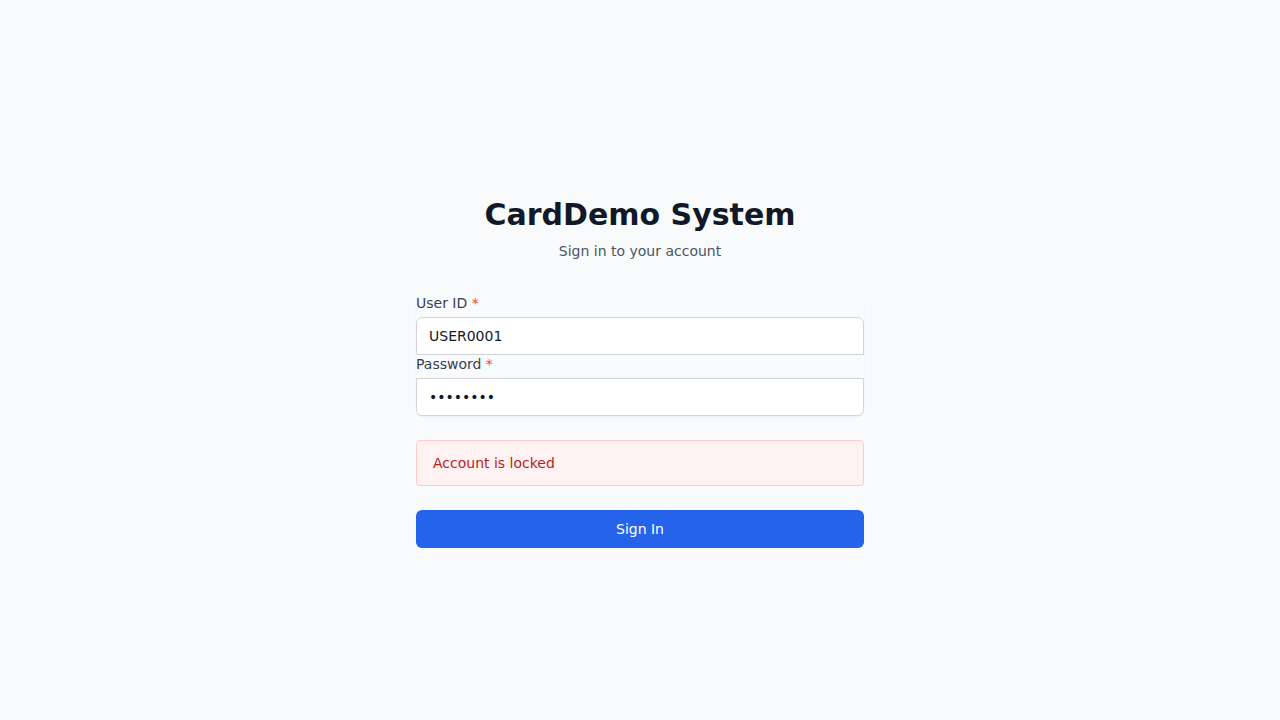 CardDemo System
Sign in to your account
User ID *
USER0001
Password *
••••••••
Account is locked
Sign In